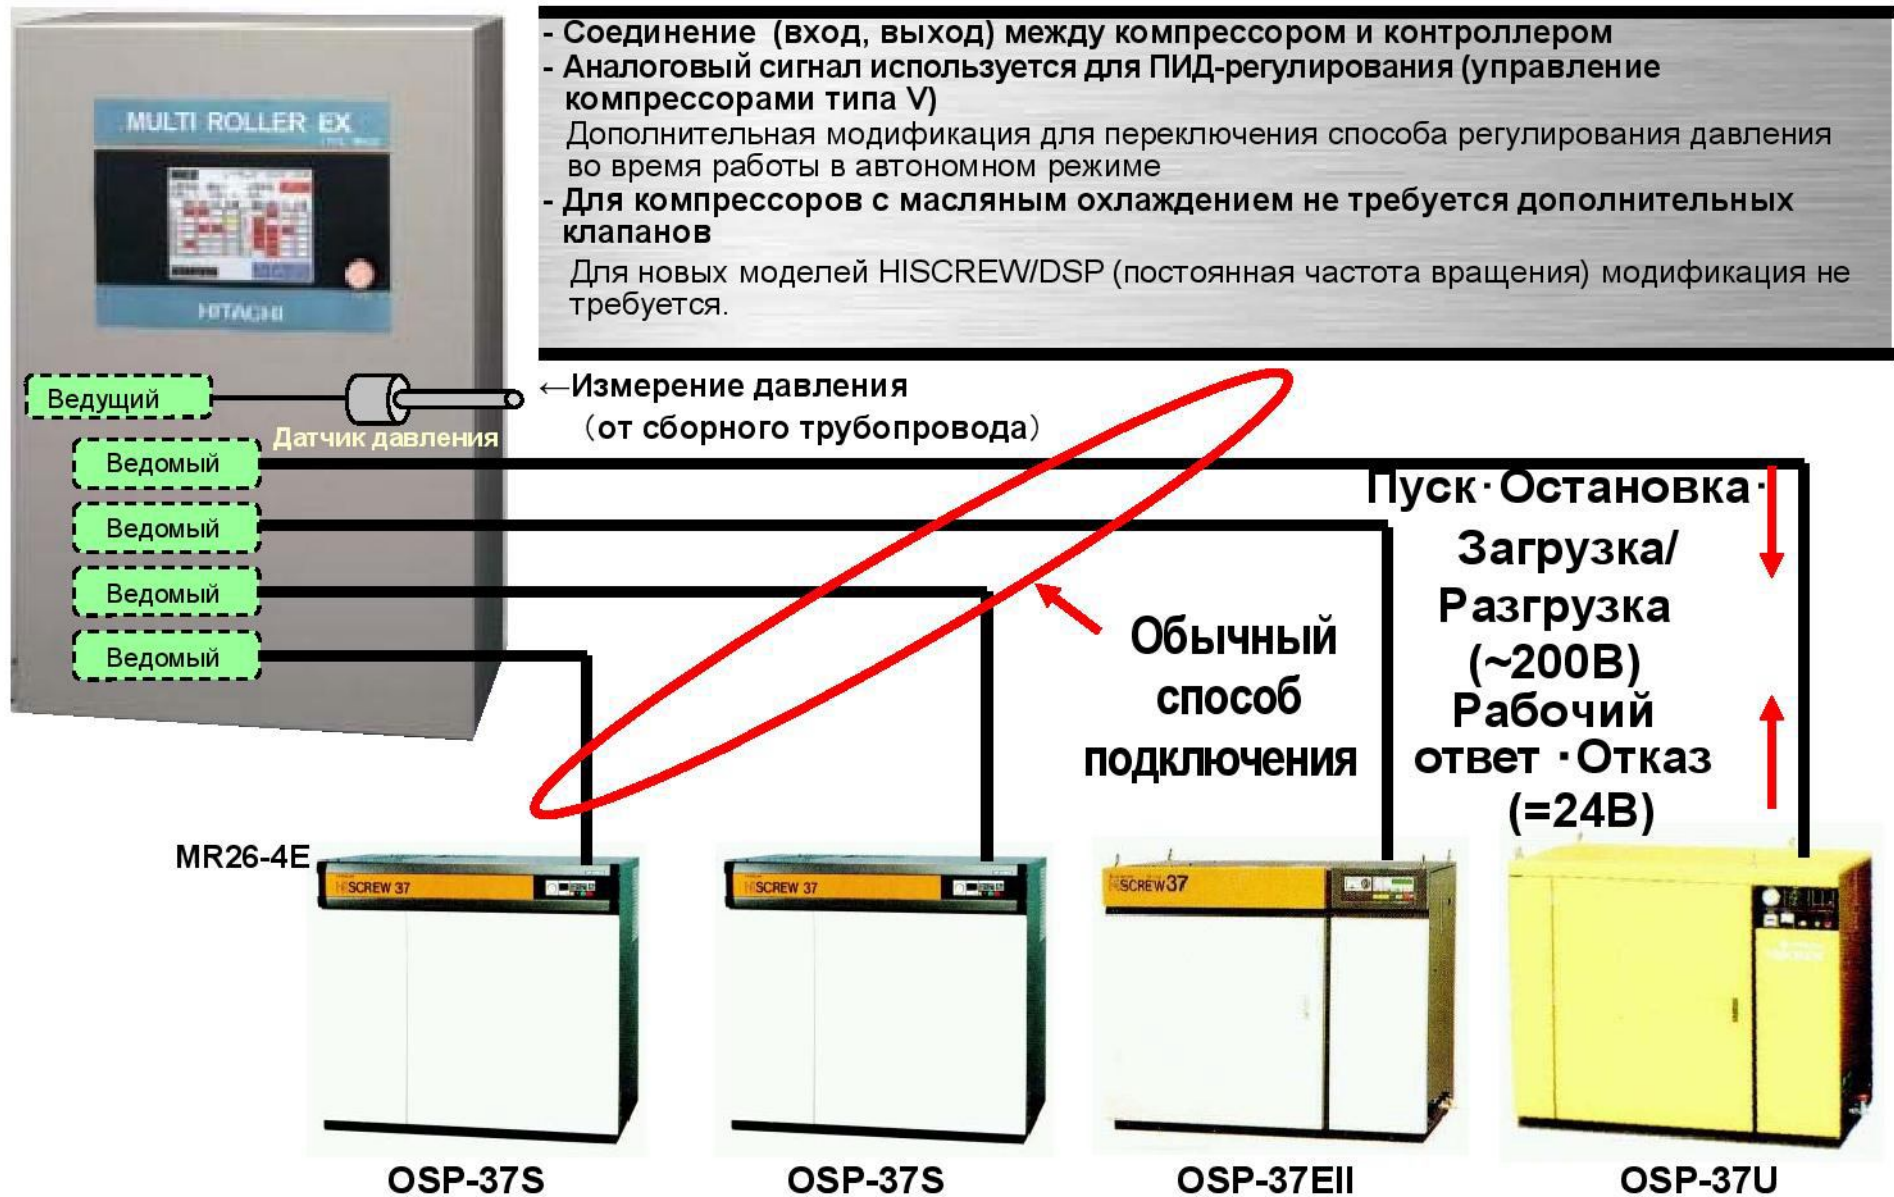 - Соединение (вход, выход) между компрессором и контроллером
- Аналоговый сигнал используется для ПИД-регулирования (управление
компрессорами типа V)
Дополнительная модификация для переключения способа регулирования давления
во время работы в автономном режиме
- Для компрессоров с масляным охлаждением не требуется дополнительных
клапанов
Для новых моделей HISCREW/DSP (постоянная частота вращения) модификация не
требуется.
MULTI ROLLER EX
HITACHI
Ведущий
Датчик давления
←Измерение давления
(от сборного трубопровода)
Ведомый
Ведомый
Ведомый
Ведомый
Пуск·Остановка·
Загрузка/
Разгрузка
(~200В)
Рабочий
ответ ·Отказ
(=24В)
Обычный
способ
подключения
MR26-4E
HISCREW 37
HISCREW 37
HISCREW 37
OSP-37S
OSP-37S
OSP-37EII
OSP-37U